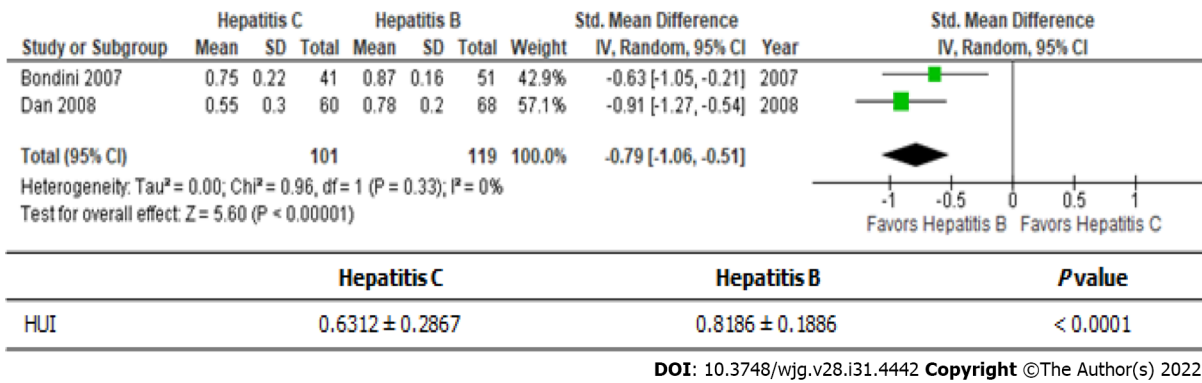 Hepatitis C Hepatitis B Std. Mean Difference Std. Mean Difference
Study or Subgroup Mean SD Total Mean SD Total Weight IV, Random, 95% CI Year IV, Random, 95% CI
Bondini 2007 0.75 0.22 41 0.87 0.16 51 42.9% -0.63 [-1.05, -0.21] 2007
Dan 2008 0.55 0.3 60 0.78 0.2 68 57.1% -0.91 [-1.27, -0.54] 2008
Total (95% CI) 101 119 100.0% -0.79 [-1.06, -0.51]
Heterogeneity: Tau² = 0.00; Chi² = 0.96, df = 1 (P = 0.33); I² = 0%
Test for overall effect: Z = 5.60 (P < 0.00001)
-1 -0.5 0 0.5 1
Favors Hepatitis B Favors Hepatitis C
Hepatitis C Hepatitis B P value
HUI 0.6312 ± 0.2867 0.8186 ± 0.1886 < 0.0001
DOI: 10.3748/wjg.v28.i31.4442 Copyright ©The Author(s) 2022